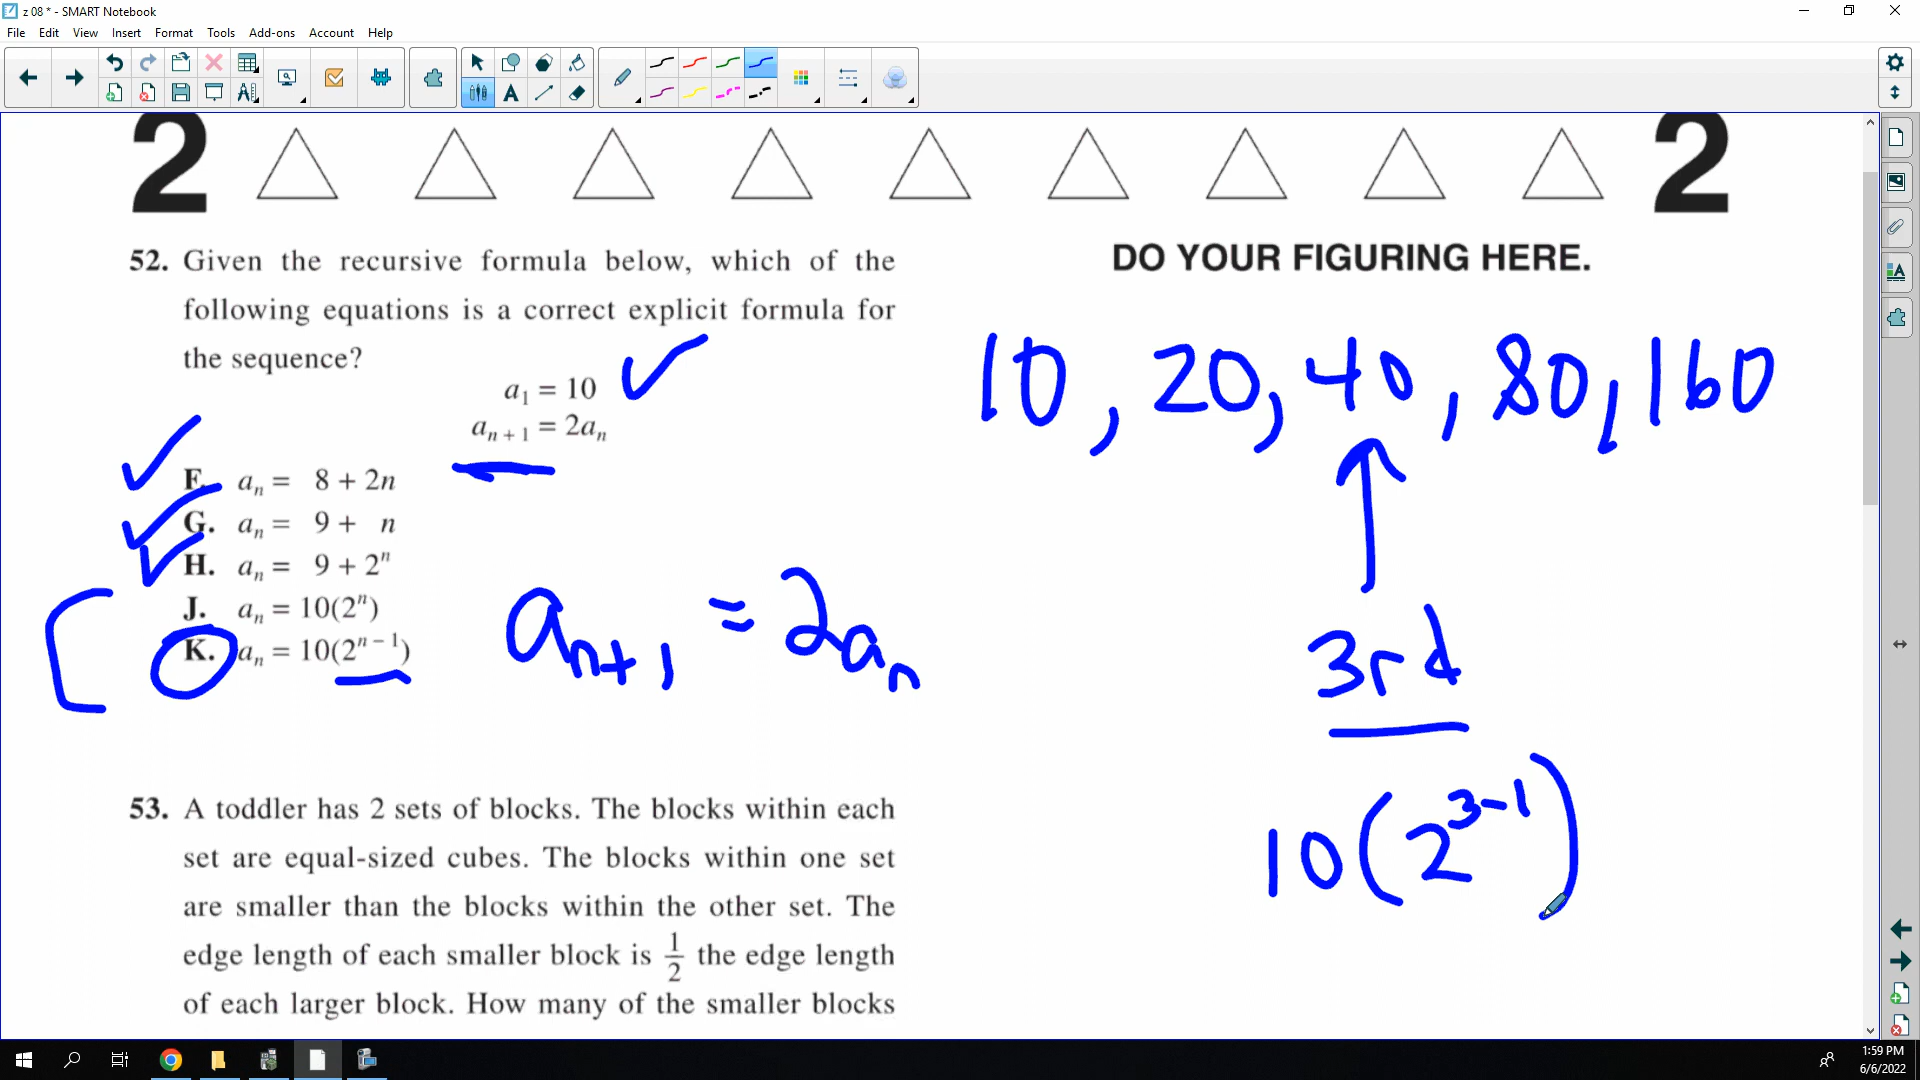 z 08 * - SMART Notebook
File Edit View Insert Format Tools Add-ons Account Help
2 2
52. Given the recursive formula below, which of the
following equations is a correct explicit formula for
the sequence?
a₁ = 10
aₙ₊₁ = 2aₙ
F. aₙ = 8 + 2n
G. aₙ = 9 + n
H. aₙ = 9 + 2ⁿ
J. aₙ = 10(2ⁿ)
K. aₙ = 10(2ⁿ⁻¹)
aₙ₊₁ = 2aₙ
53. A toddler has 2 sets of blocks. The blocks within each
set are equal-sized cubes. The blocks within one set
are smaller than the blocks within the other set. The
edge length of each smaller block is 1/2 the edge length
of each larger block. How many of the smaller blocks
DO YOUR FIGURING HERE.
10, 20, 40, 80, 160
3rd
10(2³⁻¹)
1:59 PM
6/6/2022